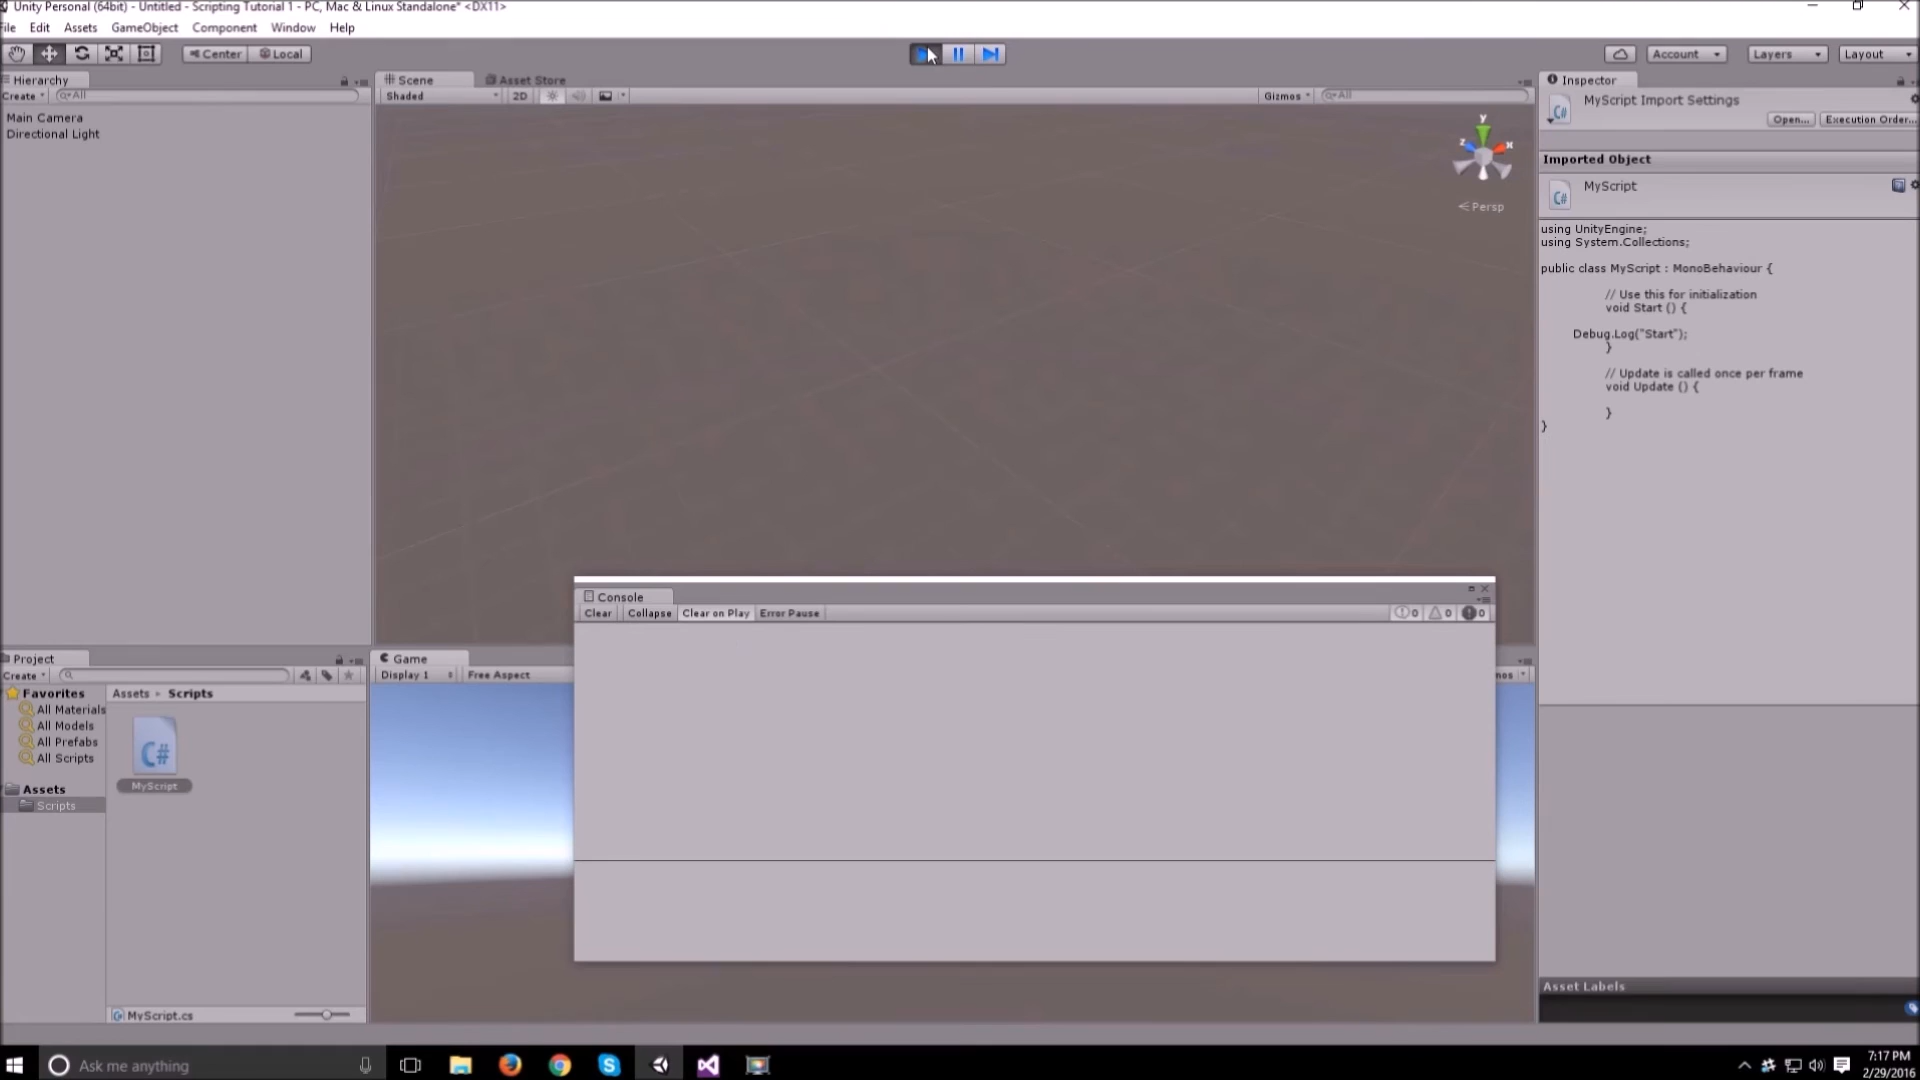 Unity Personal (64bit) - Untitled - Scripting Tutorial 1 - PC, Mac & Linux Standalone* <DX11>
File Edit Assets GameObject Component Window Help
Center Local
Account Layers Layout
Hierarchy
Create All
Main Camera
Directional Light
Scene Asset Store
Shaded 2D Gizmos All
y
z x
Persp
Inspector
MyScript Import Settings
C#
Open... Execution Order...
Imported Object
MyScript
C#
using UnityEngine;
using System.Collections;
public class MyScript : MonoBehaviour {
// Use this for initialization
void Start () {
Debug.Log("Start");
}
// Update is called once per frame
void Update () {
}
}
Asset Labels
Project
Create
Favorites
All Materials
All Models
All Prefabs
All Scripts
Assets
Scripts
Assets Scripts
C#
MyScript
MyScript.cs
Game
Display 1 Free Aspect
Console
Clear Collapse Clear on Play Error Pause 0 0 0
Ask me anything
7:17 PM
2/29/2016